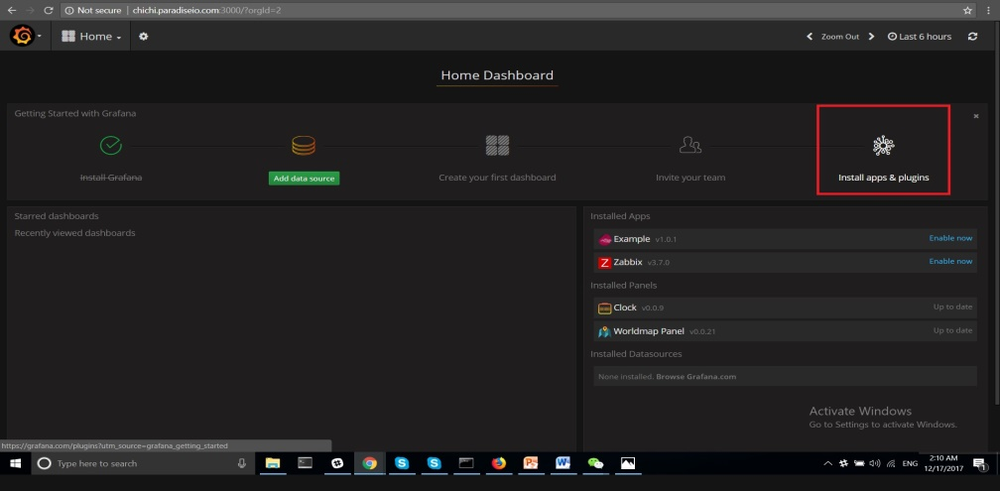 Not secure | chichi.paradiseio.com:3000/?orgId=2
Home
Zoom Out
Last 6 hours
Home Dashboard
Getting Started with Grafana
Install Grafana
Add data source
Create your first dashboard
Invite your team
Install apps & plugins
Starred dashboards
Recently viewed dashboards
Installed Apps
Example v1.0.1
Enable now
Zabbix v3.7.0
Enable now
Installed Panels
Clock v0.0.9
Up to date
Worldmap Panel v0.0.21
Up to date
Installed Datasources
None installed. Browse Grafana.com
Activate Windows
Go to Settings to activate Windows.
https://grafana.com/plugins?utm_source=grafana_getting_started
Type here to search
ENG
2:10 AM
12/17/2017